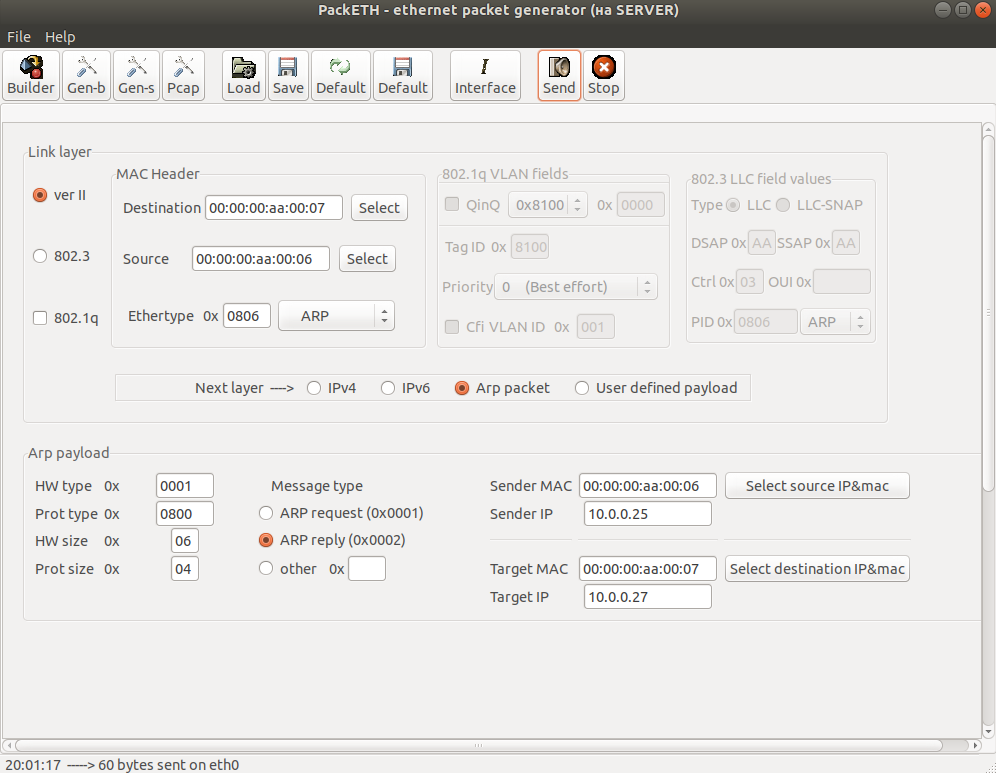 PackETH - ethernet packet generator (на SERVER)
File Help
Builder Gen-b Gen-s Pcap Load Save Default Default Interface Send Stop
Link layer
MAC Header
802.1q VLAN fields
802.3 LLC field values
ver II
802.3
802.1q
Destination 00:00:00:aa:00:07 Select
Source 00:00:00:aa:00:06 Select
Ethertype 0x 0806 ARP
QinQ 0x8100 0x 0000
Tag ID 0x 8100
Priority 0 (Best effort)
Cfi VLAN ID 0x 001
Type LLC LLC-SNAP
DSAP 0x AA SSAP 0x AA
Ctrl 0x 03 OUI 0x
PID 0x 0806 ARP
Next layer ----> IPv4 IPv6 Arp packet User defined payload
Arp payload
HW type 0x 0001
Prot type 0x 0800
HW size 0x 06
Prot size 0x 04
Message type
ARP request (0x0001)
ARP reply (0x0002)
other 0x
Sender MAC 00:00:00:aa:00:06 Select source IP&mac
Sender IP 10.0.0.25
Target MAC 00:00:00:aa:00:07 Select destination IP&mac
Target IP 10.0.0.27
20:01:17 -----> 60 bytes sent on eth0